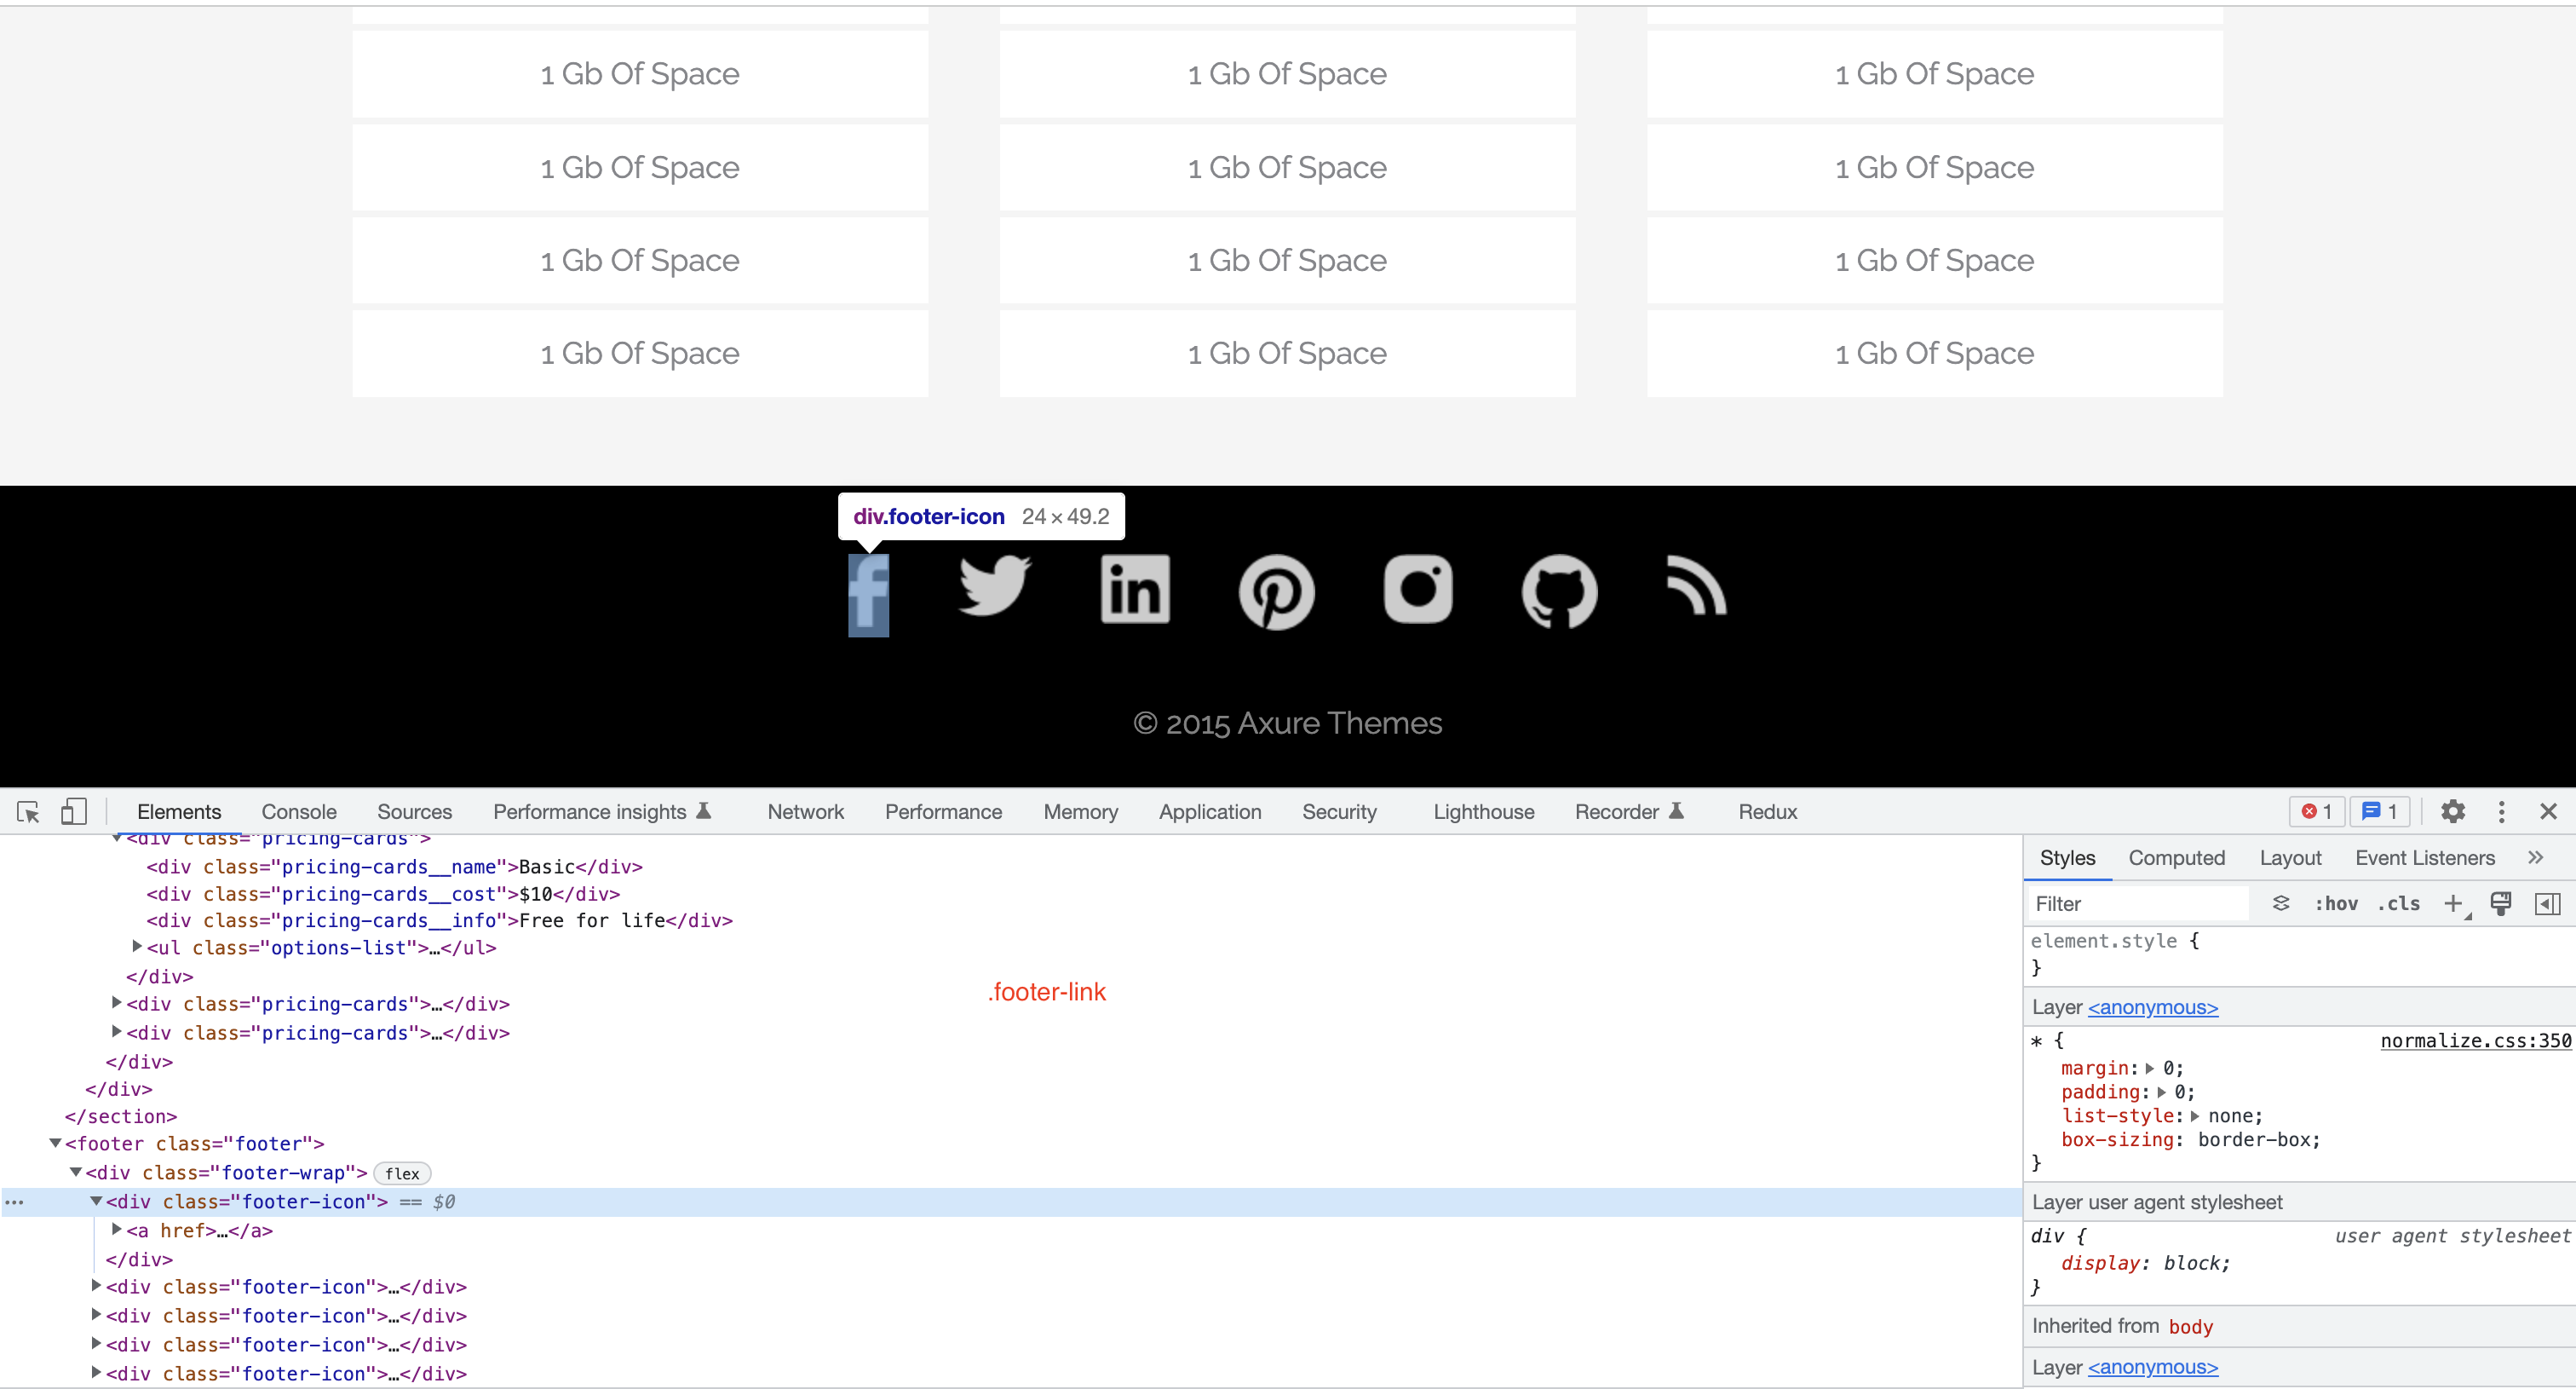 1 Gb Of Space 1 Gb Of Space 1 Gb Of Space
1 Gb Of Space 1 Gb Of Space 1 Gb Of Space
1 Gb Of Space 1 Gb Of Space 1 Gb Of Space
1 Gb Of Space 1 Gb Of Space 1 Gb Of Space
div.footer-icon 24 × 49.2
f in
© 2015 Axure Themes
Elements Console Sources Performance insights Network Performance Memory Application Security Lighthouse Recorder Redux 1 1
<div class="pricing-cards">
<div class="pricing-cards__name">Basic</div>
<div class="pricing-cards__cost">$10</div>
<div class="pricing-cards__info">Free for life</div>
<ul class="options-list">…</ul>
</div>
<div class="pricing-cards">…</div>
<div class="pricing-cards">…</div>
</div>
</div>
</section>
<footer class="footer">
<div class="footer-wrap"> flex
… <div class="footer-icon"> == $0
<a href>…</a>
</div>
<div class="footer-icon">…</div>
<div class="footer-icon">…</div>
<div class="footer-icon">…</div>
<div class="footer-icon">…</div>
.footer-link
Styles Computed Layout Event Listeners »
Filter :hov .cls +
element.style {
}
Layer <anonymous>
* { normalize.css:350
margin: 0;
padding: 0;
list-style: none;
box-sizing: border-box;
}
Layer user agent stylesheet
div { user agent stylesheet
display: block;
}
Inherited from body
Layer <anonymous>